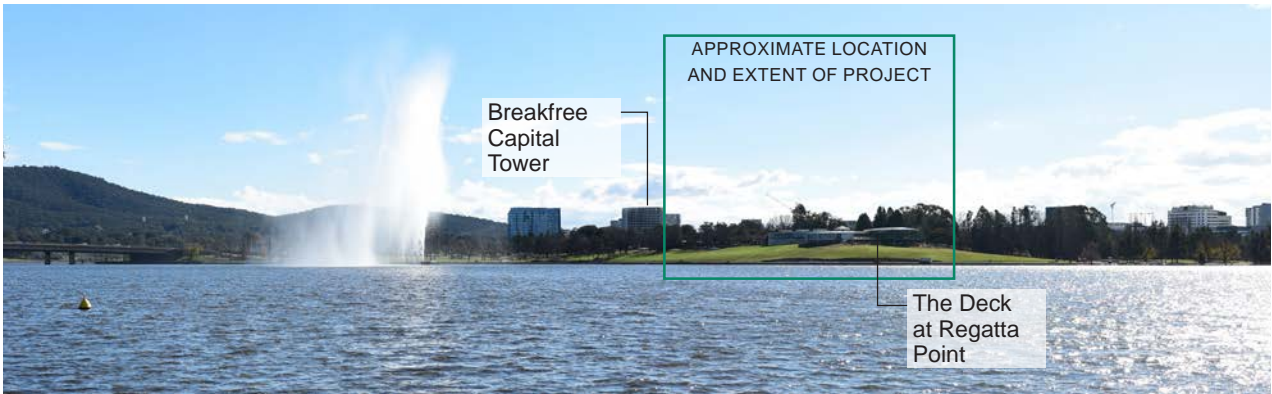 APPROXIMATE LOCATION
AND EXTENT OF PROJECT
Breakfree
Capital
Tower
The Deck
at Regatta
Point